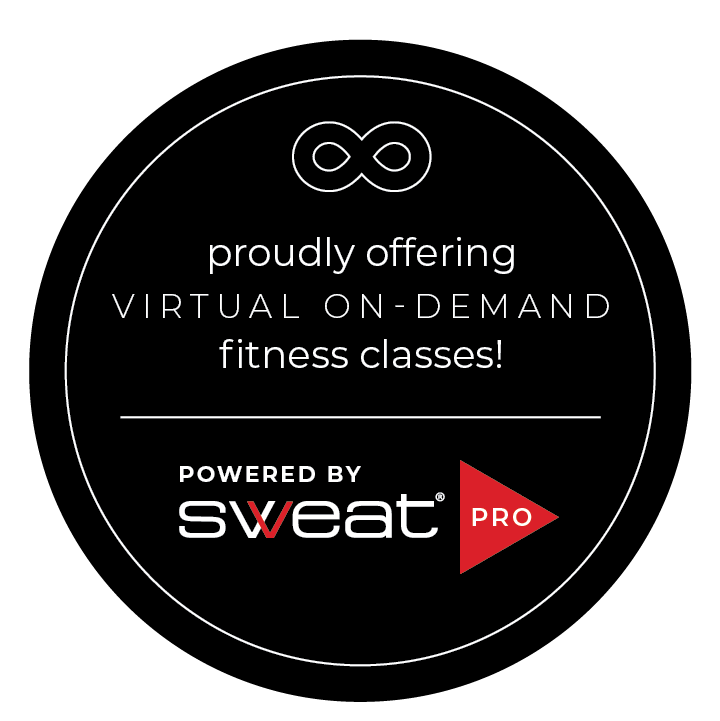 proudly offering
VIRTUAL ON-DEMAND
fitness classes!
POWERED BY
sweat®
PRO